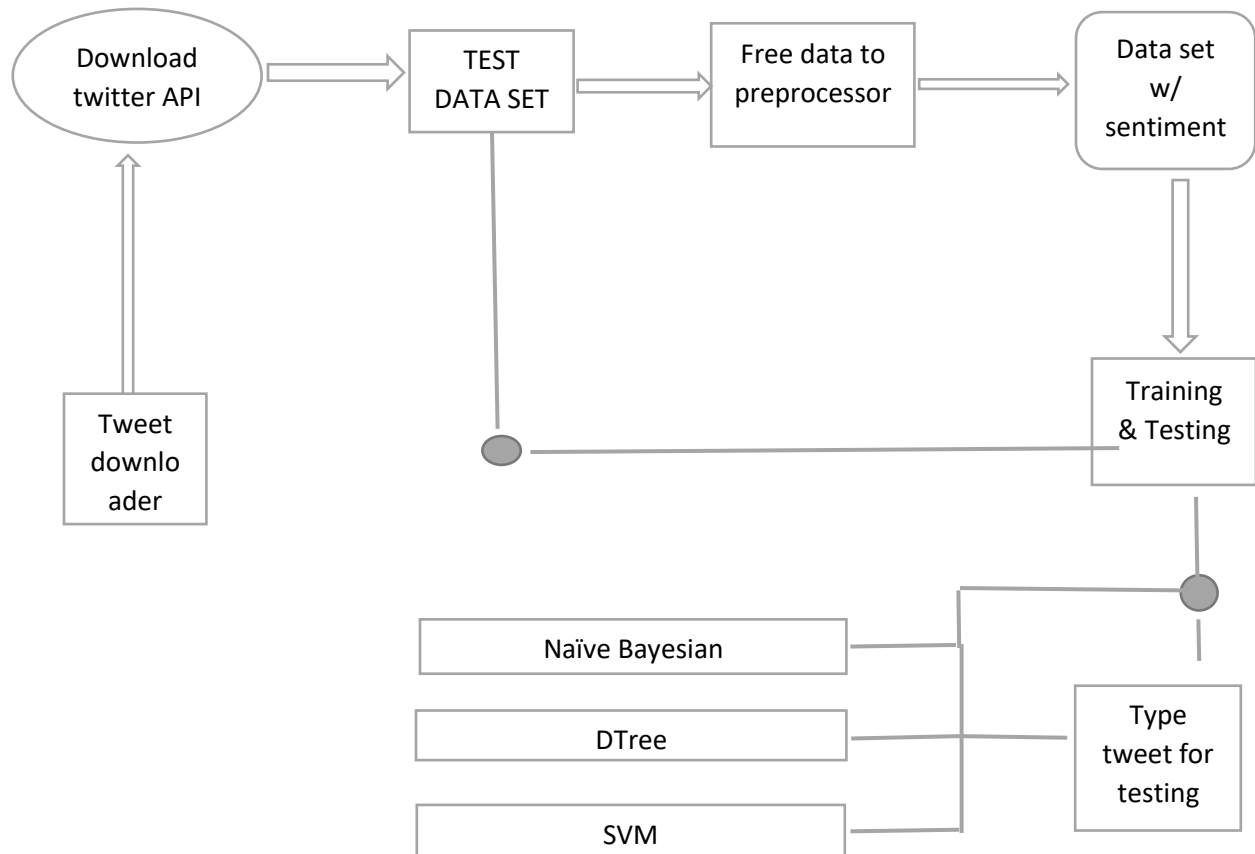 Download
twitter API
TEST
DATA SET
Free data to
preprocessor
Data set
w/
sentiment
Tweet
downlo
ader
Training
& Testing
Naïve Bayesian
DTree
SVM
Type
tweet for
testing